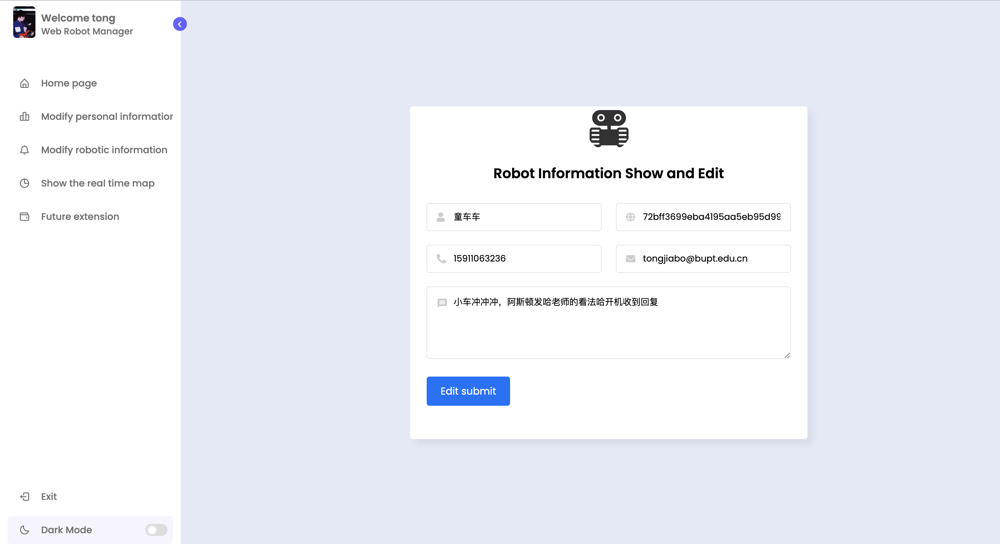 Welcome tong
Web Robot Manager
Home page
Modify personal information
Modify robotic information
Show the real time map
Future extension
Exit
Dark Mode
Robot Information Show and Edit
童车车
72bff3699eba4195aa5eb95d99
15911063236
tongjiabo@bupt.edu.cn
小车冲冲冲，阿斯顿发哈老师的看法哈开机收到回复
Edit submit